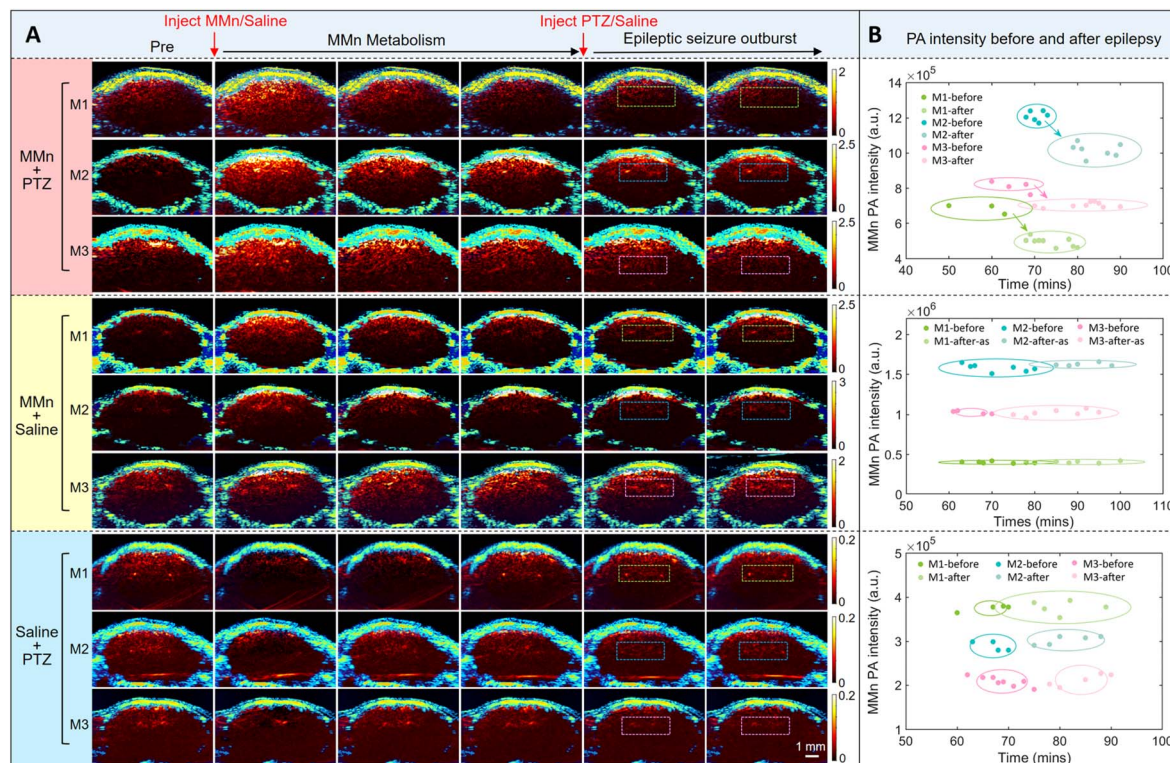 A
Inject MMn/Saline
Inject PTZ/Saline
Pre
MMn Metabolism
Epileptic seizure outburst
MMn
+
PTZ
M1
M2
M3
2
0
2.5
0
2.5
0
MMn
+
Saline
M1
M2
M3
2.5
0
3
0
2
0
Saline
+
PTZ
M1
M2
M3
0.2
0
0.2
0
0.2
0
1 mm
B
PA intensity before and after epilepsy
×10⁵
MMn PA intensity (a.u.)
14
12
10
8
6
4
M1-before
M1-after
M2-before
M2-after
M3-before
M3-after
40 50 60 70 80 90 100
Time (mins)
×10⁶
MMn PA intensity (a.u.)
2
1.5
1
0.5
0
M1-before M2-before M3-before
M1-after-as M2-after-as M3-after-as
50 60 70 80 90 100 110
Times (mins)
×10⁵
MMn PA intensity (a.u.)
5
4
3
2
1
M1-before M2-before M3-before
M1-after M2-after M3-after
50 60 70 80 90 100
Time (mins)